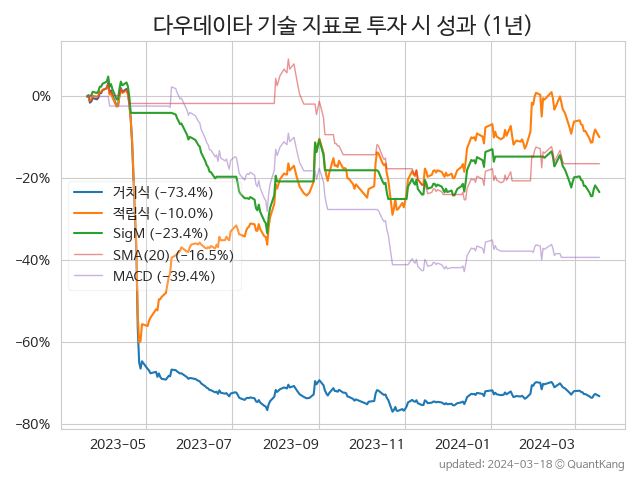 다우데이타 기술 지표로 투자 시 성과 (1년)
0%
−20%
−40%
−60%
−80%
거치식 (−73.4%)
적립식 (−10.0%)
SigM (−23.4%)
SMA(20) (−16.5%)
MACD (−39.4%)
2023−05 2023−07 2023−09 2023−11 2024−01 2024−03
updated: 2024-03-18 © QuantKang